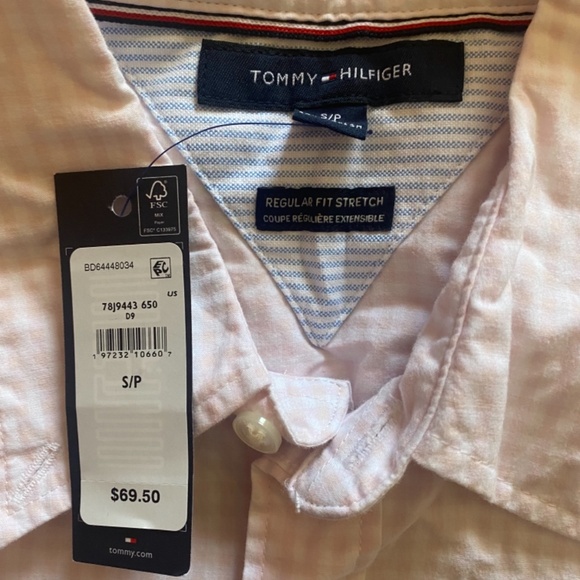 TOMMY HILFIGER
S/P
REGULAR FIT STRETCH
COUPE RÉGULIÈRE EXTENSIBLE
FSC
MIX
BD64448034
US
78J9443 650
D9
1 97232 10660 7
S/P
$69.50
tommy.com